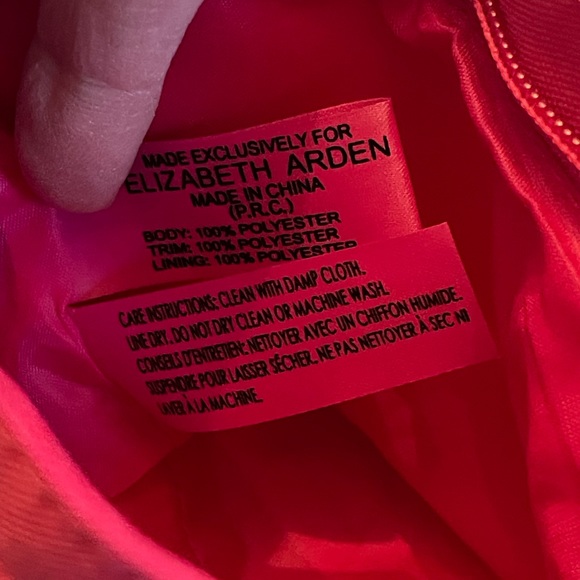 MADE EXCLUSIVELY FOR
ELIZABETH ARDEN
MADE IN CHINA
(P.R.C.)
BODY: 100% POLYESTER
TRIM: 100% POLYESTER
LINING: 100% POLYESTER
CARE INSTRUCTIONS: CLEAN WITH DAMP CLOTH.
LINE DRY. DO NOT DRY CLEAN OR MACHINE WASH.
CONSEILS D'ENTRETIEN: NETTOYER AVEC UN CHIFFON HUMIDE.
SUSPENDRE POUR LAISSER SÉCHER. NE PAS NETTOYER À SEC NI
LAVER À LA MACHINE.